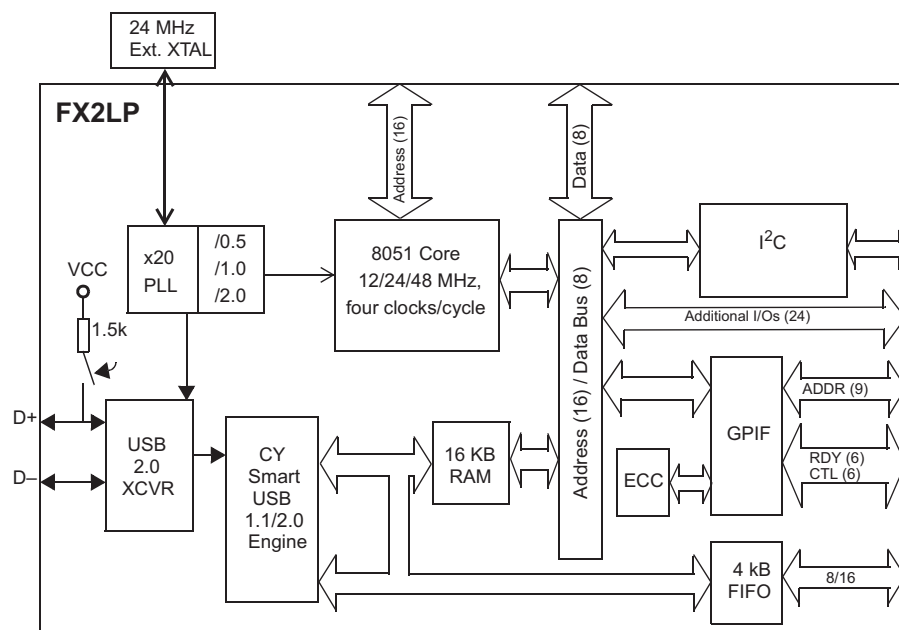 24 MHz
Ext. XTAL
FX2LP
Address (16)
Data (8)
x20
PLL
/0.5
/1.0
/2.0
8051 Core
12/24/48 MHz,
four clocks/cycle
I²C
VCC
1.5k
Address (16) / Data Bus (8)
Additional I/Os (24)
D+
D–
USB
2.0
XCVR
CY
Smart
USB
1.1/2.0
Engine
16 KB
RAM
ECC
GPIF
ADDR (9)
RDY (6)
CTL (6)
4 kB
FIFO
8/16